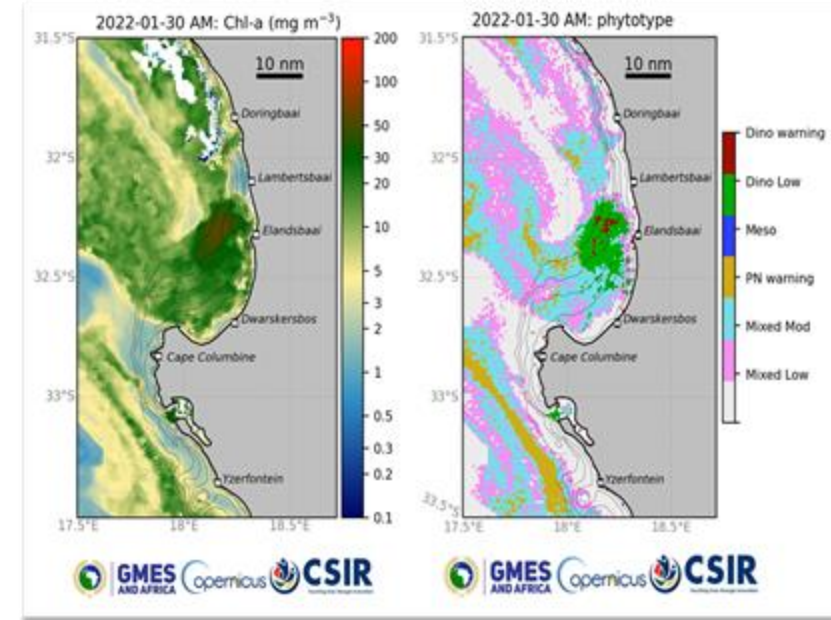 2022-01-30 AM: Chl-a (mg m⁻³)
31.5°S
32°S
32.5°S
33°S
17.5°E
18°E
18.5°E
10 nm
Doringbaai
Lambertsbaai
Elandsbaai
Dwarskersbos
Cape Columbine
Yzerfontein
200
100
50
30
20
10
5
3
2
1
0.5
0.3
0.2
0.1
GMES
AND AFRICA
opernicus
CSIR
2022-01-30 AM: phytotype
31.5°S
32°S
32.5°S
33°S
33.5°S
17.5°E
18°E
18.5°E
10 nm
Doringbaai
Lambertsbaai
Elandsbaai
Dwarskersbos
Cape Columbine
Yzerfontein
Dino warning
Dino Low
Meso
PN warning
Mixed Mod
Mixed Low
GMES
AND AFRICA
opernicus
CSIR